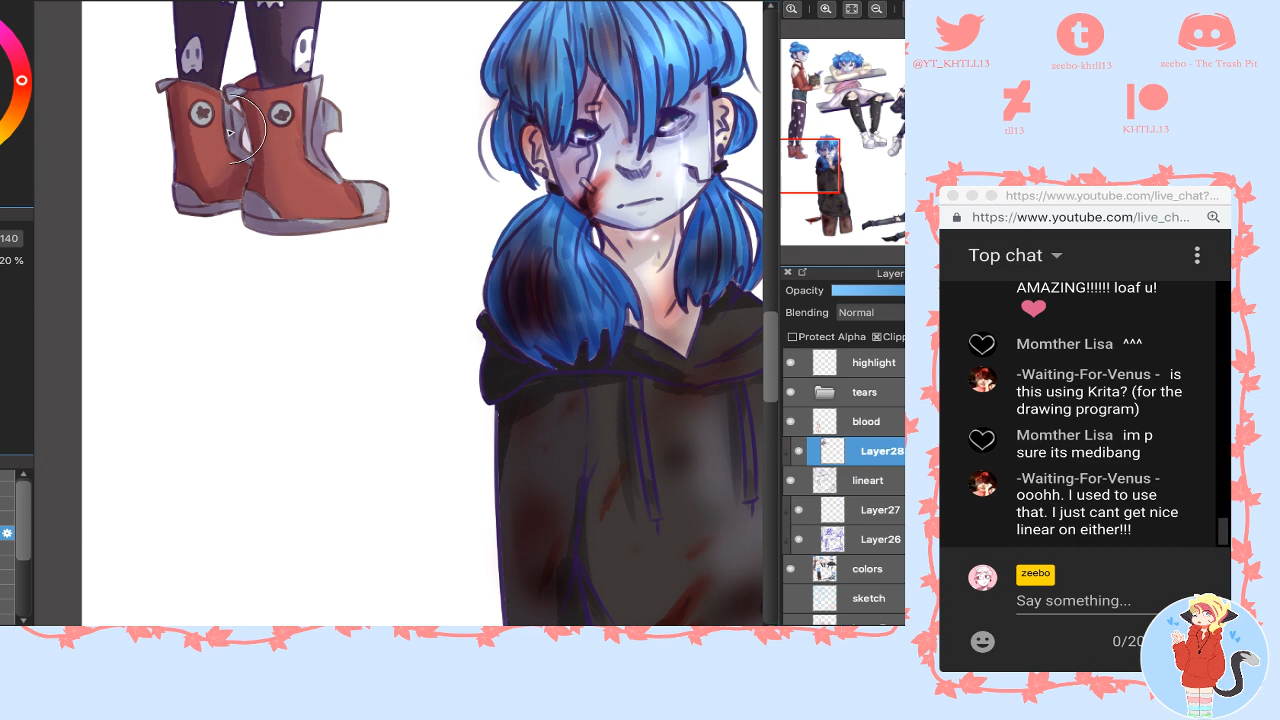 @YT_KHTLL13
zeebo-khtll13
zeebo - The Trash Pit
tll13
KHTLL13
140
20 %
Layer
Opacity
Blending Normal
Protect Alpha Clipp
highlight
tears
blood
Layer28
lineart
Layer27
Layer26
colors
sketch
https://www.youtube.com/live_chat?...
https://www.youtube.com/live_ch...
Top chat
AMAZING!!!!!! loaf u!
Momther Lisa ^^^
-Waiting-For-Venus - is
this using Krita? (for the
drawing program)
Momther Lisa im p
sure its medibang
-Waiting-For-Venus -
ooohh. I used to use
that. I just cant get nice
linear on either!!!
zeebo
Say something...
0/20